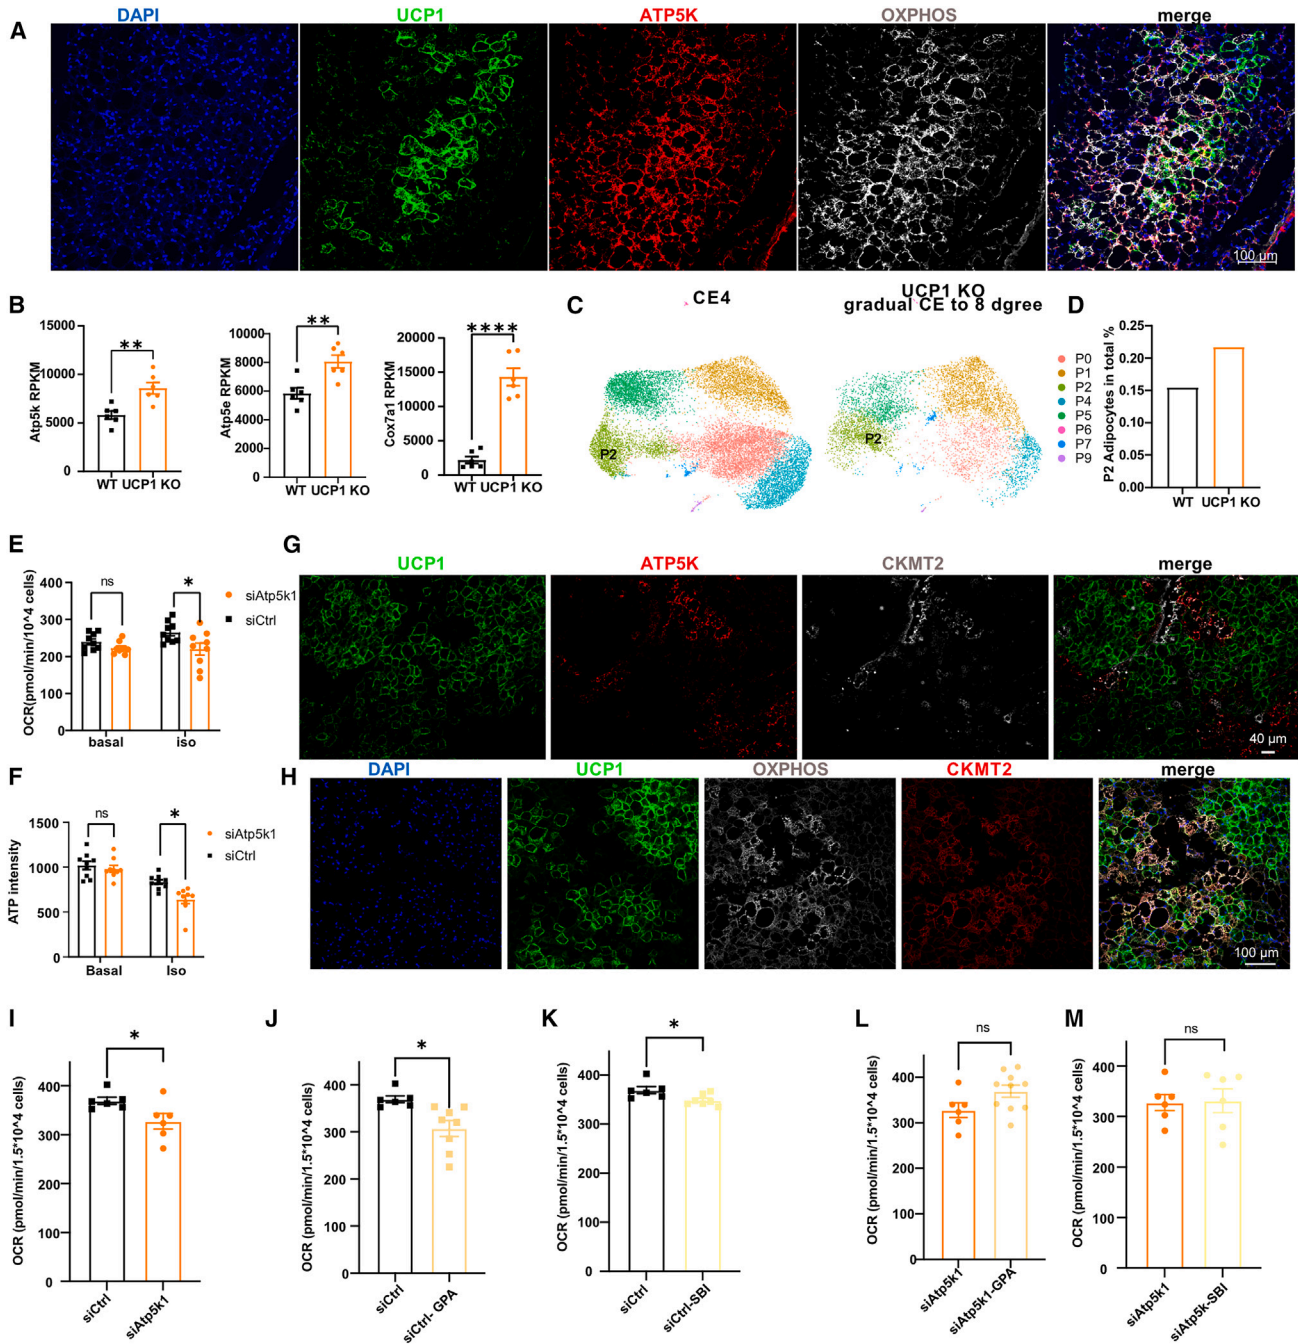 A
DAPI
UCP1
ATP5K
OXPHOS
merge
100 µm
B
Atp5k RPKM
15000
10000
5000
0
**
WT UCP1 KO
Atp5e RPKM
10000
8000
6000
4000
2000
0
**
WT UCP1 KO
Cox7a1 RPKM
20000
15000
10000
5000
0
****
WT UCP1 KO
C
CE4
UCP1 KO
gradual CE to 8 dgree
P2
P2
P0
P1
P2
P4
P5
P6
P7
P9
D
P2 Adipocytes in total %
0.25
0.20
0.15
0.10
0.05
0.00
WT UCP1 KO
E
OCR(pmol/min/10^4 cells)
400
300
200
100
0
ns
*
basal
iso
siAtp5k1
siCtrl
F
ATP intensity
1500
1000
500
0
ns
*
Basal
Iso
siAtp5k1
siCtrl
G
UCP1
ATP5K
CKMT2
merge
40 µm
H
DAPI
UCP1
OXPHOS
CKMT2
merge
100 µm
I
OCR (pmol/min/1.5*10^4 cells)
400
300
200
100
0
*
siCtrl
siAtp5k1
J
OCR (pmol/min/1.5*10^4 cells)
400
300
200
100
0
*
siCtrl
siCtrl- GPA
K
OCR (pmol/min/1.5*10^4 cells)
400
300
200
100
0
*
siCtrl
siCtrl-SBI
L
OCR (pmol/min/1.5*10^4 cells)
400
300
200
100
0
ns
siAtp5k1
siAtp5k1-GPA
M
OCR (pmol/min/1.5*10^4 cells)
400
300
200
100
0
ns
siAtp5k1
siAtp5k-SBI